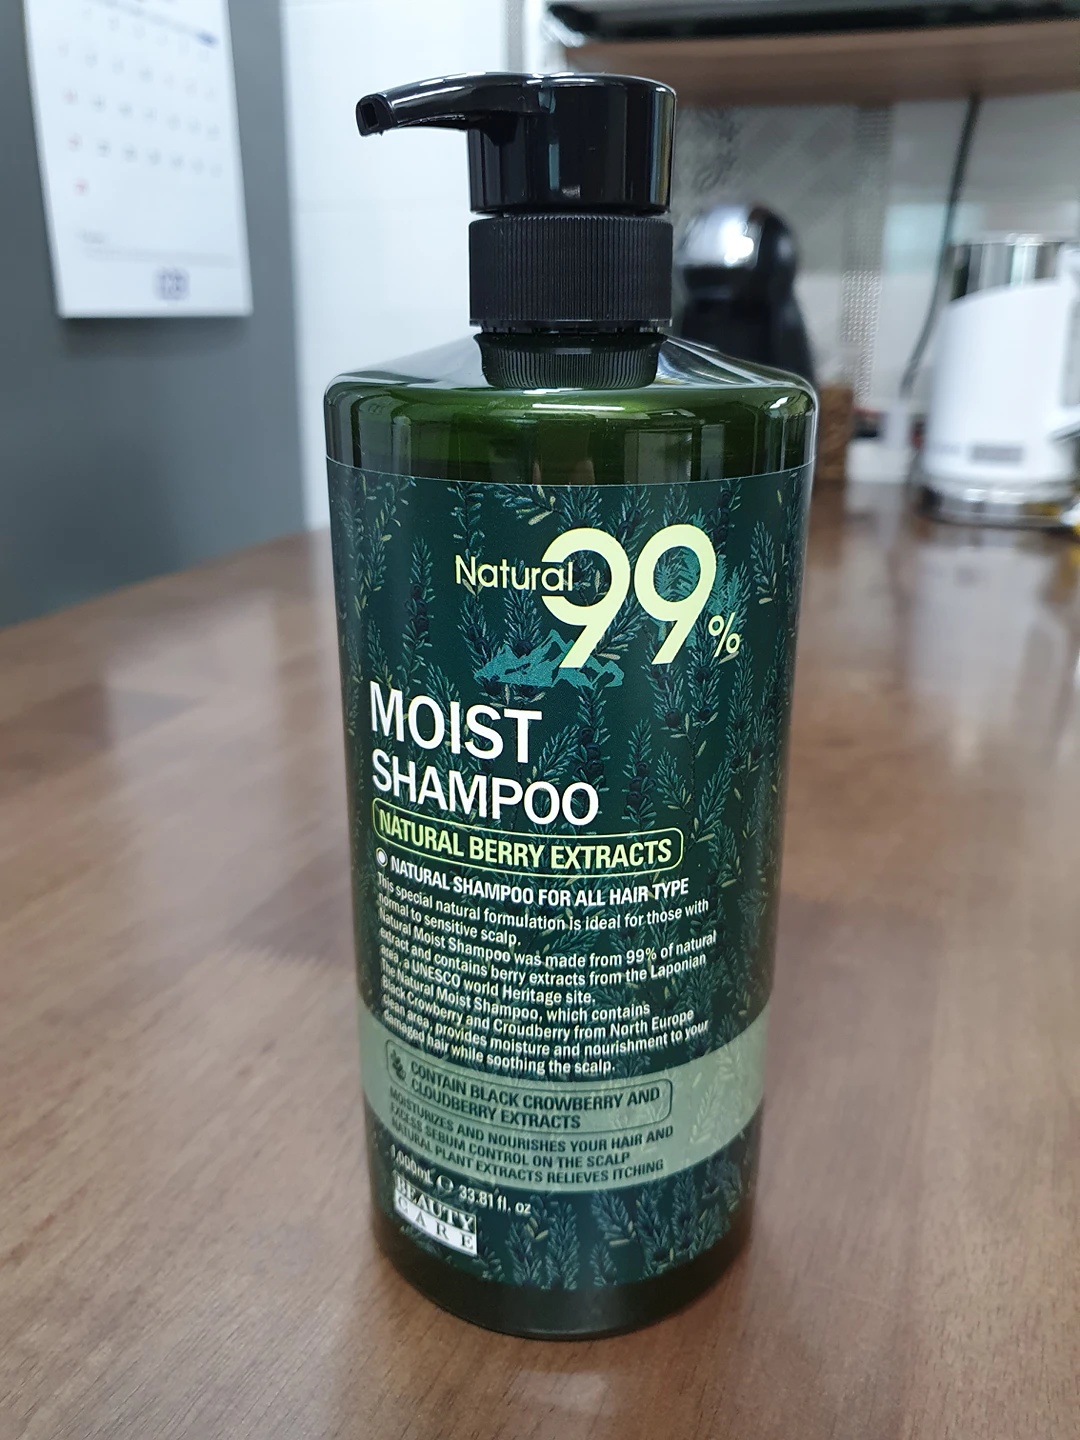 Natural 99%
MOIST
SHAMPOO
NATURAL BERRY EXTRACTS
NATURAL SHAMPOO FOR ALL HAIR TYPE
This special natural formulation is ideal for those with
normal to sensitive scalp.
Natural Moist Shampoo was made from 99% of natural
extract and contains berry extracts from the Laponian
area, a UNESCO world Heritage site.
The Natural Moist Shampoo, which contains
Black Crowberry and Croudberry from North Europe
clean area, provides moisture and nourishment to your
damaged hair while soothing the scalp.
CONTAIN BLACK CROWBERRY AND
CLOUDBERRY EXTRACTS
MOISTURIZES AND NOURISHES YOUR HAIR AND
EXCESS SEBUM CONTROL ON THE SCALP
NATURAL PLANT EXTRACTS RELIEVES ITCHING
1,000mL e 33.81 fl. oz
BEAUTY
CARE